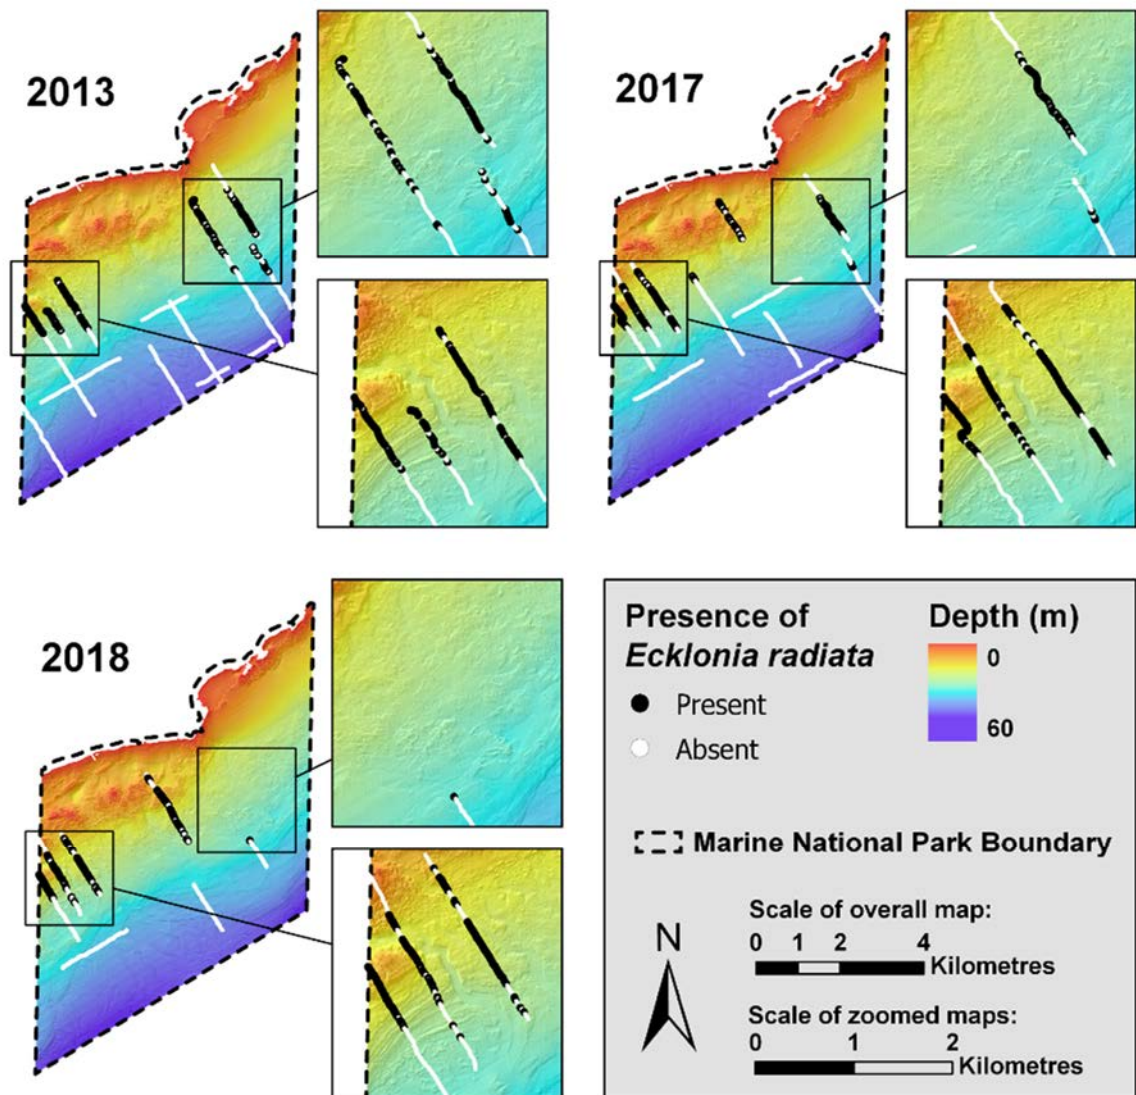 2013
2017
2018
Presence of
Ecklonia radiata
Present
Absent
Depth (m)
0
60
Marine National Park Boundary
N
Scale of overall map:
0 1 2 4
Kilometres
Scale of zoomed maps:
0 1 2
Kilometres